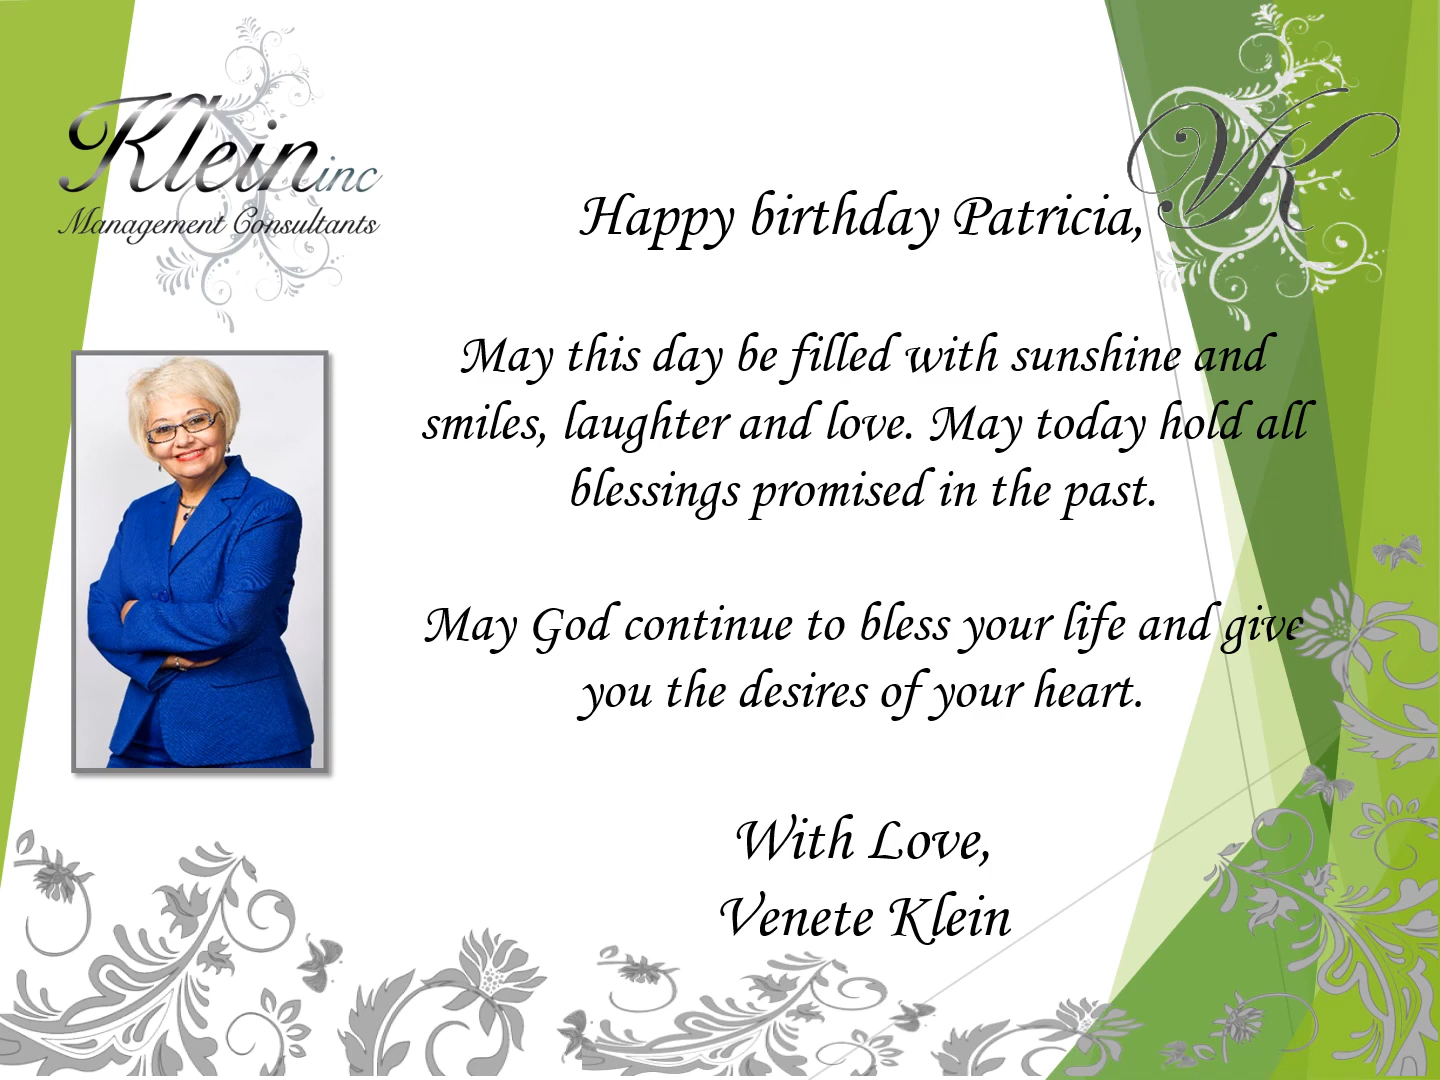 Klein inc
Management Consultants
VK
Happy birthday Patricia,
May this day be filled with sunshine and
smiles, laughter and love. May today hold all
blessings promised in the past.
May God continue to bless your life and give
you the desires of your heart.
With Love,
Venete Klein